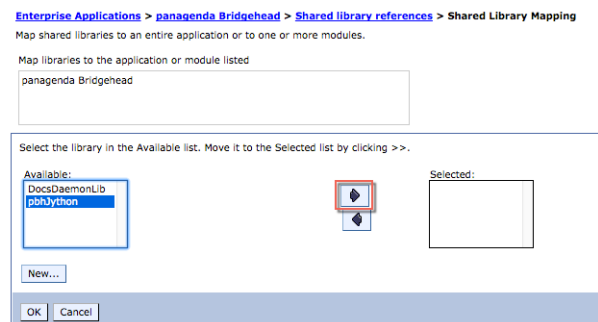 Enterprise Applications > panagenda Bridgehead > Shared library references > Shared Library Mapping
Map shared libraries to an entire application or to one or more modules.
Map libraries to the application or module listed
panagenda Bridgehead
Select the library in the Available list. Move it to the Selected list by clicking >>.
Available:
Selected:
DocsDaemonLib
pbhJython
New...
OK
Cancel